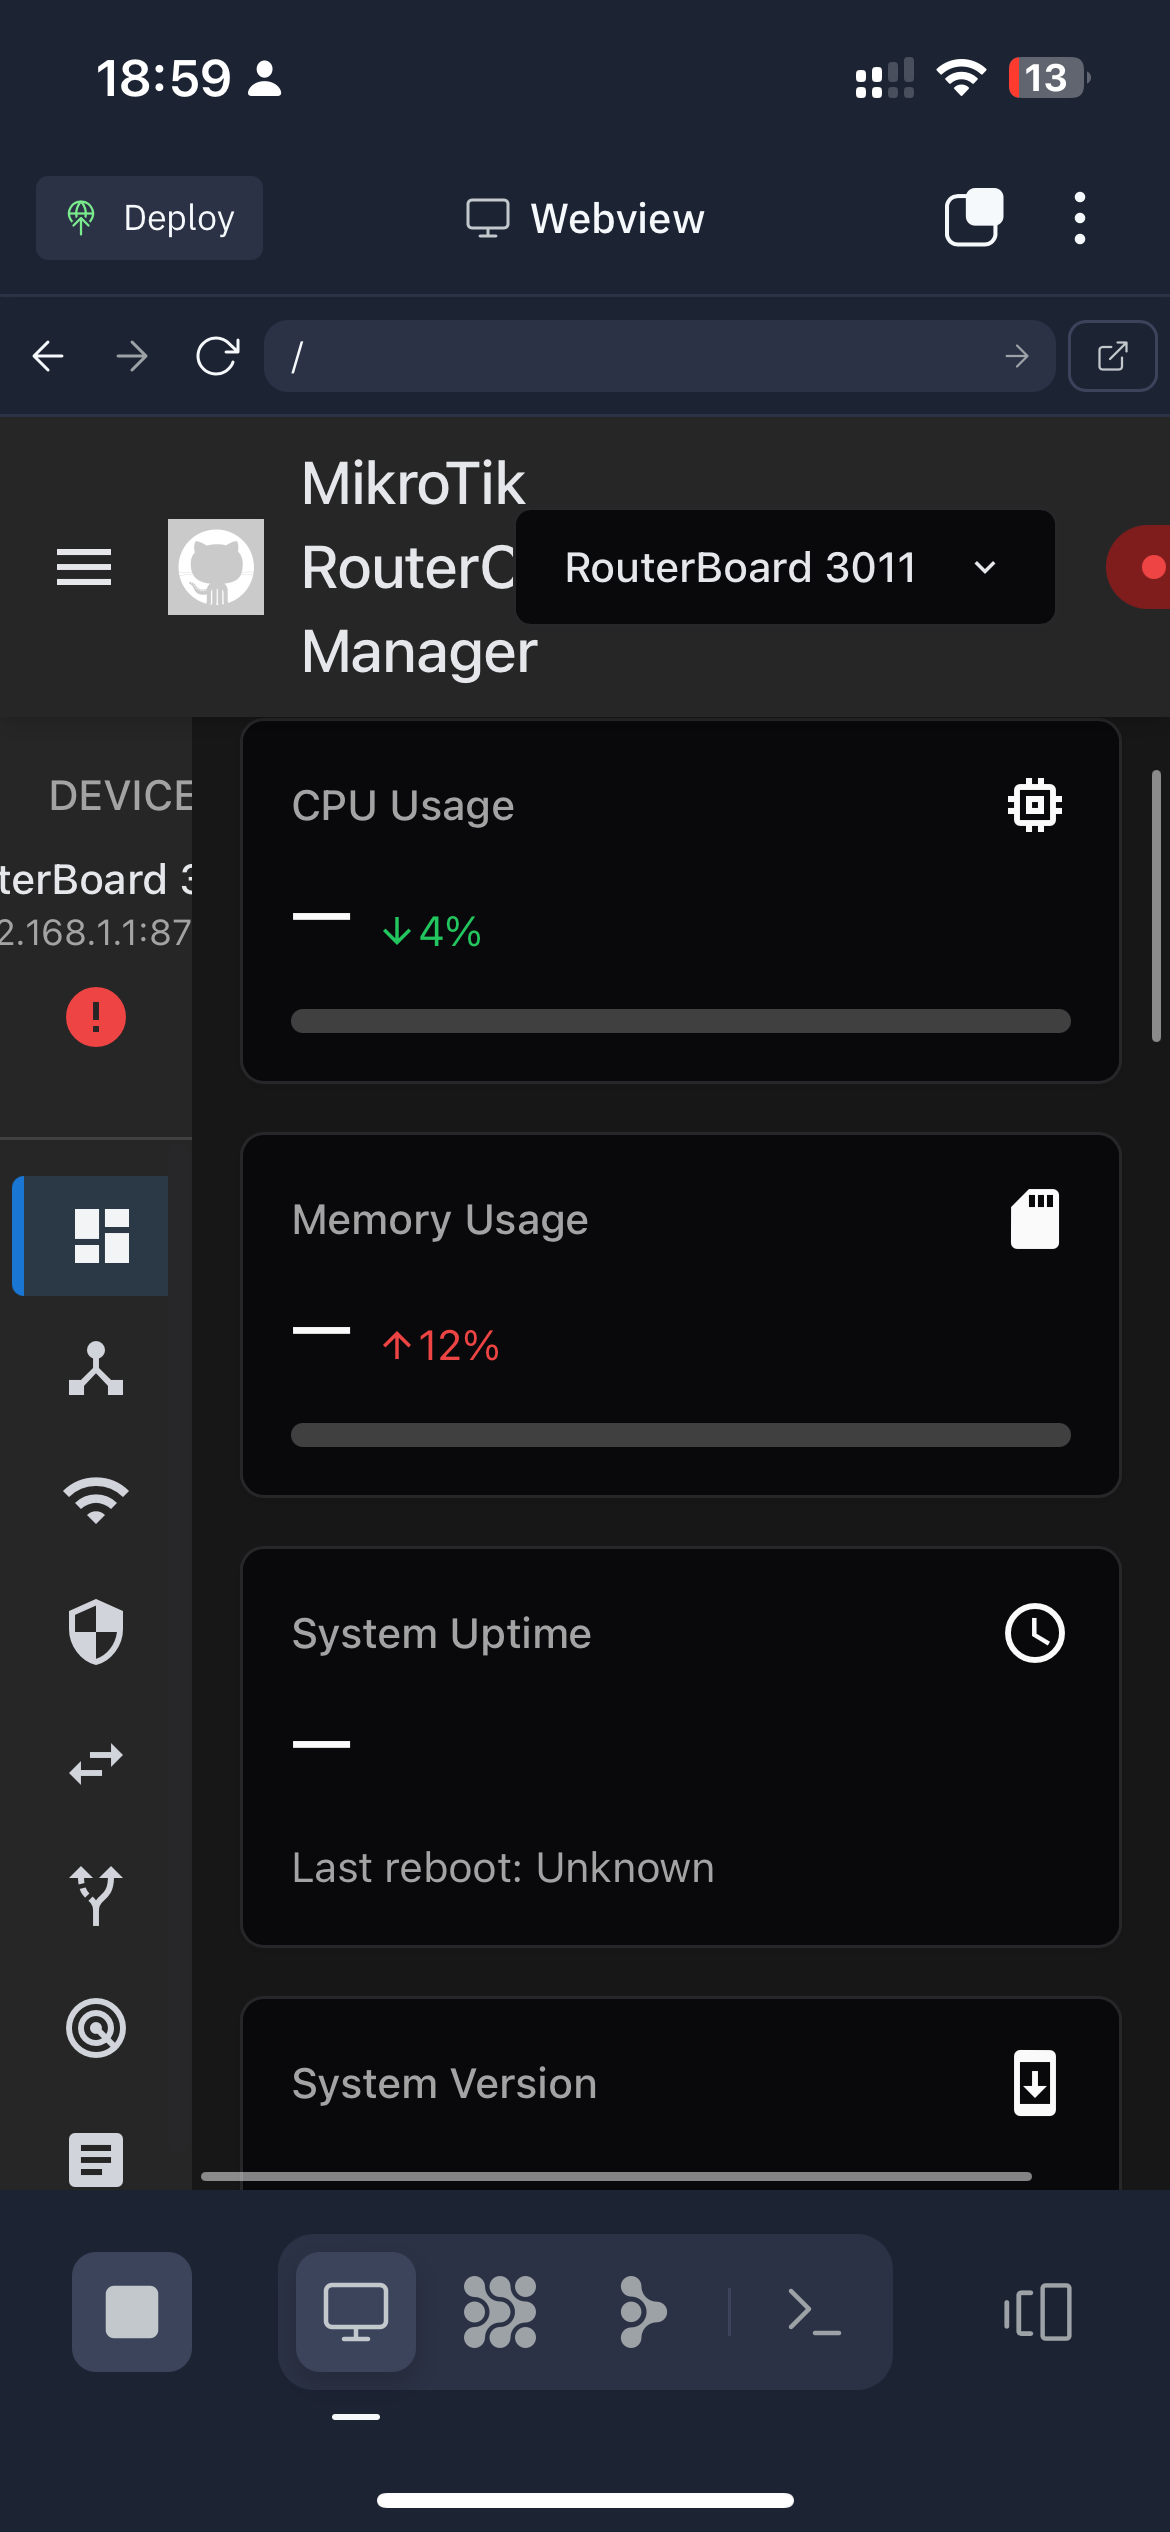 18:59
13
Deploy
Webview
/
MikroTik
RouterO
Manager
RouterBoard 3011
DEVICE
terBoard 3
2.168.1.1:87
CPU Usage
— ↓4%
Memory Usage
— ↑12%
System Uptime
—
Last reboot: Unknown
System Version